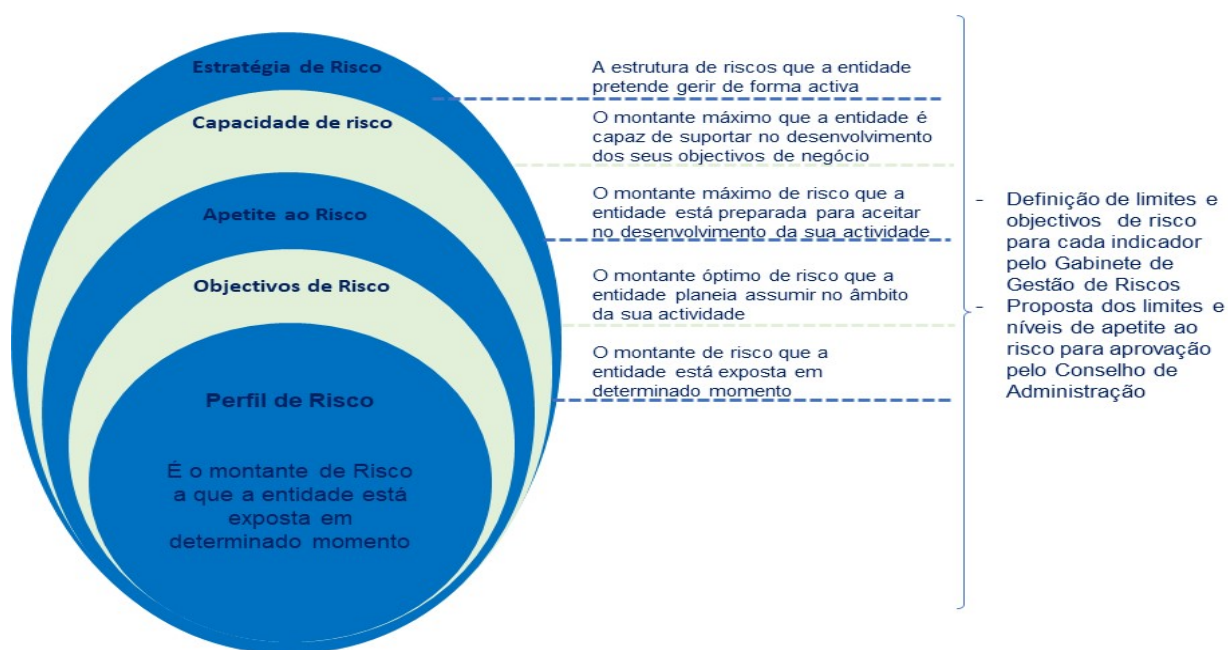 Estratégia de Risco
Capacidade de risco
Apetite ao Risco
Objectivos de Risco
Perfil de Risco
É o montante de Risco
a que a entidade está
exposta em
determinado momento
A estrutura de riscos que a entidade
pretende gerir de forma activa
O montante máximo que a entidade é
capaz de suportar no desenvolvimento
dos seus objectivos de negócio
O montante máximo de risco que a
entidade está preparada para aceitar
no desenvolvimento da sua actividade
O montante óptimo de risco que a
entidade planeia assumir no âmbito
da sua actividade
O montante de risco que a
entidade está exposta em
determinado momento
- Definição de limites e
objectivos de risco
para cada indicador
pelo Gabinete de
Gestão de Riscos
- Proposta dos limites e
níveis de apetite ao
risco para aprovação
pelo Conselho de
Administração